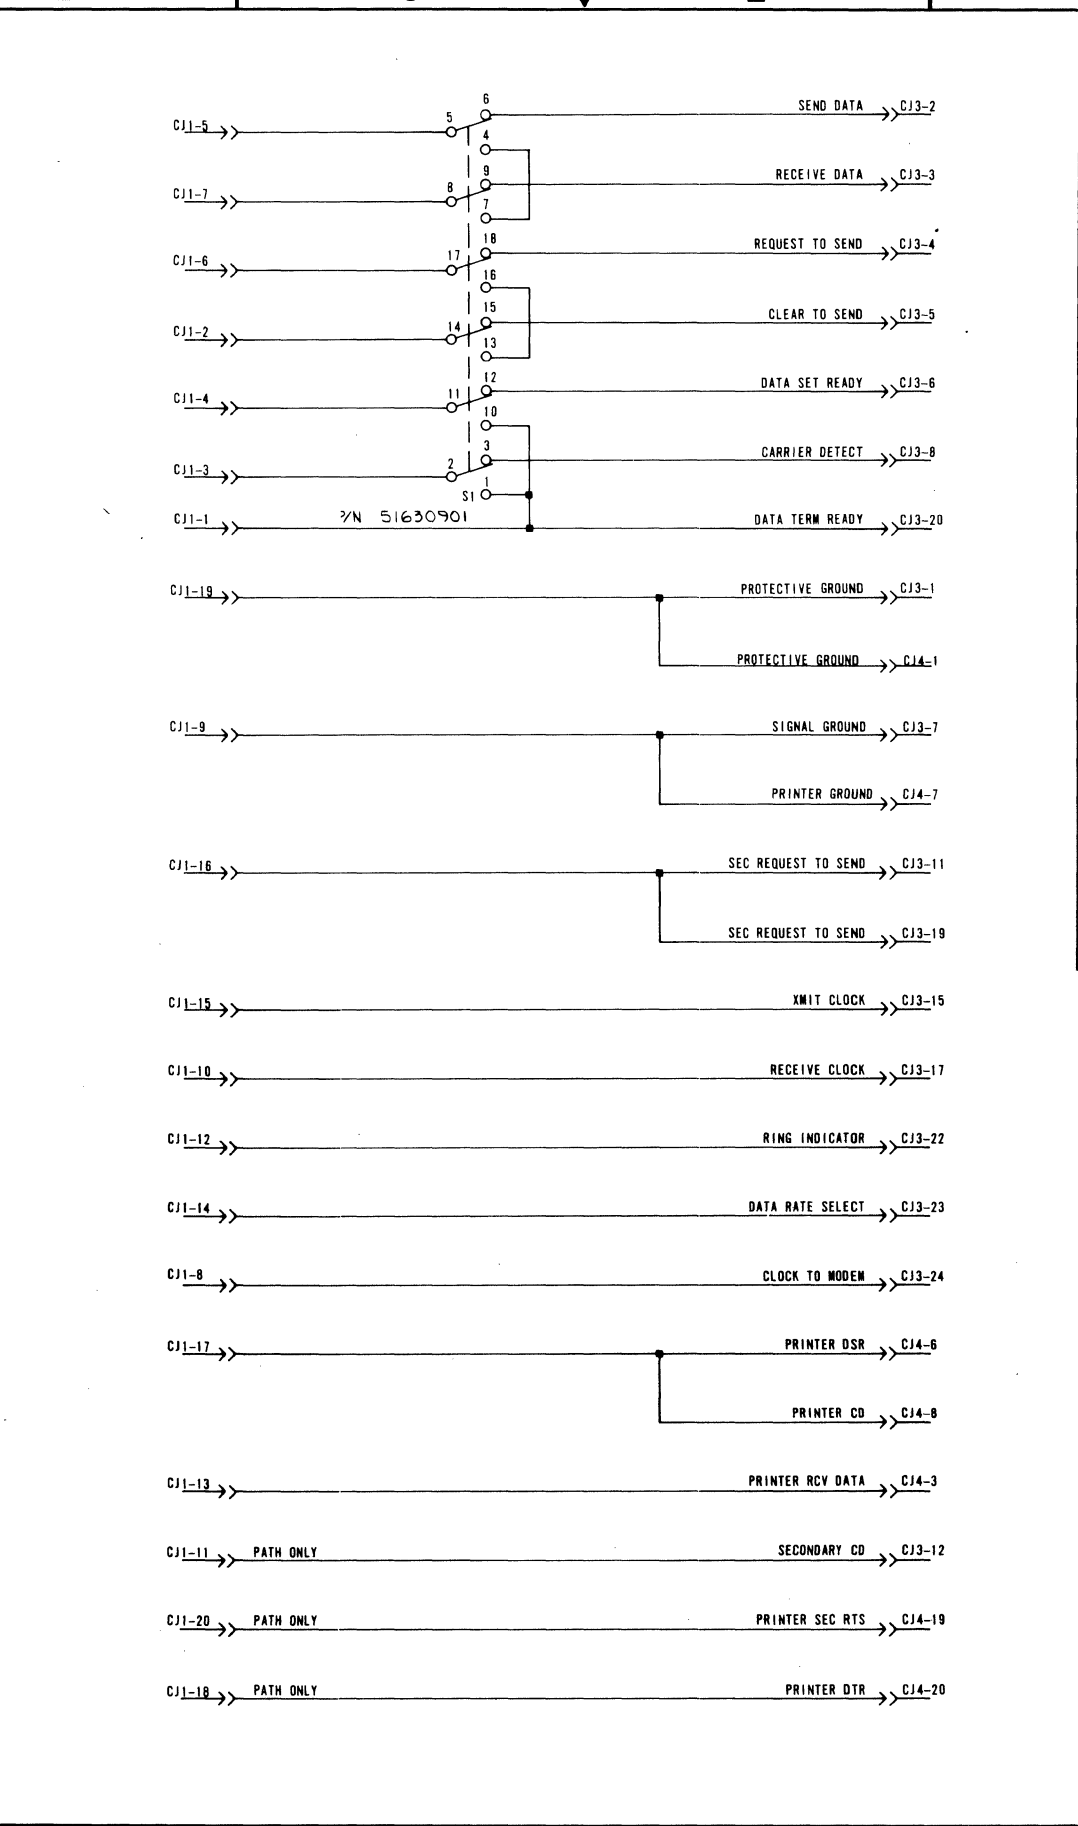 6
SEND DATA CJ3-2
CJ1-5 5
4
9
RECEIVE DATA CJ3-3
CJ1-7 8
7
18
REQUEST TO SEND CJ3-4
CJ1-6 17
16
15
CLEAR TO SEND CJ3-5
CJ1-2 14
13
12
DATA SET READY CJ3-6
CJ1-4 11
10
3
CARRIER DETECT CJ3-8
CJ1-3 2
1
S1
CJ1-1 P/N 51630901 DATA TERM READY CJ3-20
CJ1-19 PROTECTIVE GROUND CJ3-1
PROTECTIVE GROUND CJ4-1
CJ1-9 SIGNAL GROUND CJ3-7
PRINTER GROUND CJ4-7
CJ1-16 SEC REQUEST TO SEND CJ3-11
SEC REQUEST TO SEND CJ3-19
CJ1-15 XMIT CLOCK CJ3-15
CJ1-10 RECEIVE CLOCK CJ3-17
CJ1-12 RING INDICATOR CJ3-22
CJ1-14 DATA RATE SELECT CJ3-23
CJ1-8 CLOCK TO MODEM CJ3-24
CJ1-17 PRINTER DSR CJ4-6
PRINTER CD CJ4-8
CJ1-13 PRINTER RCV DATA CJ4-3
CJ1-11 PATH ONLY SECONDARY CD CJ3-12
CJ1-20 PATH ONLY PRINTER SEC RTS CJ4-19
CJ1-18 PATH ONLY PRINTER DTR CJ4-20